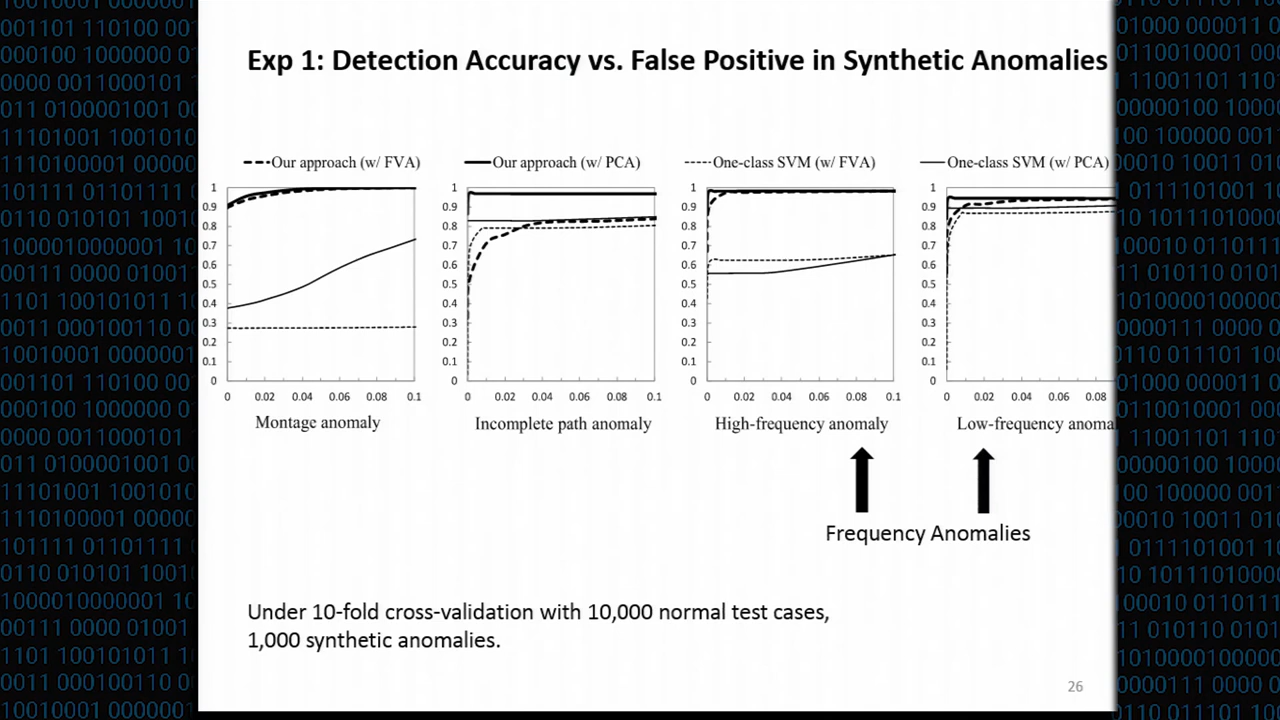 Exp 1: Detection Accuracy vs. False Positive in Synthetic Anomalies
Our approach (w/ FVA) Our approach (w/ PCA) One-class SVM (w/ FVA) One-class SVM (w/ PCA)
1 0.9 0.8 0.7 0.6 0.5 0.4 0.3 0.2 0.1 0
0 0.02 0.04 0.06 0.08 0.1
Montage anomaly
1 0.9 0.8 0.7 0.6 0.5 0.4 0.3 0.2 0.1 0
0 0.02 0.04 0.06 0.08 0.1
Incomplete path anomaly
1 0.9 0.8 0.7 0.6 0.5 0.4 0.3 0.2 0.1 0
0 0.02 0.04 0.06 0.08 0.1
High-frequency anomaly
1 0.9 0.8 0.7 0.6 0.5 0.4 0.3 0.2 0.1 0
0 0.02 0.04 0.06 0.08
Low-frequency anomal
Frequency Anomalies
Under 10-fold cross-validation with 10,000 normal test cases,
1,000 synthetic anomalies.
26